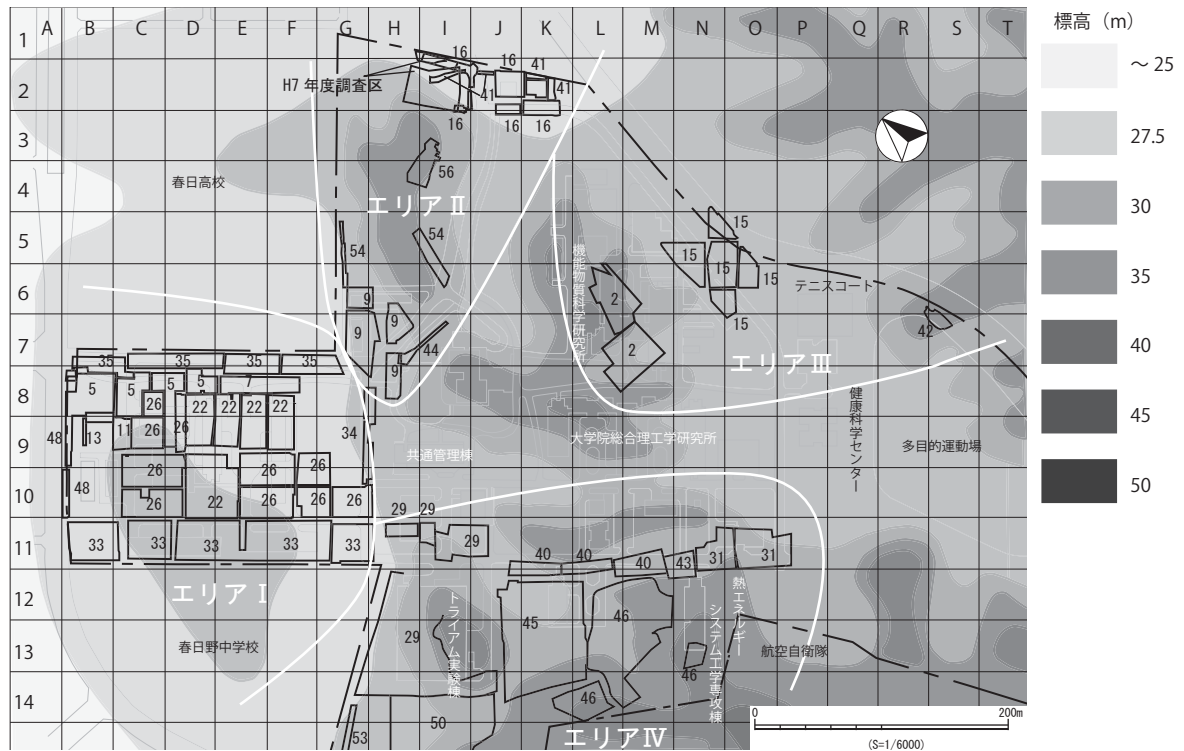 A B C D E F G H I J K L M N O P Q R S T
標高（m）
～25
27.5
30
35
40
45
50
1
16 16 41
H7年度調査区
2
41 41
16 16 16
3
56
春日高校
4
エリアⅡ
15
54 54
5
機能物質科学研究所
15 15 15
テニスコート
6
9 9 2
15
42
9
7
44 2
エリアⅢ
35 35 35 35
9
5 5 5 5 7
8
26 22 22 22 22
健康科学センター
48 13 11 26 26 34
9
共通管理棟
大学院総合理工学研究所
多目的運動場
26 26
48 26 22 26 26 26
10
29 29
33 33 33 33 33
11
29 40 40 40 43 31 31
エリアⅠ
12
29 45 46
トライアム実験棟
熱エネルギー
システム工学専攻棟
春日野中学校
13
46
航空自衛隊
14
46
53 50
エリアⅣ
0 200m
(S=1/6000)